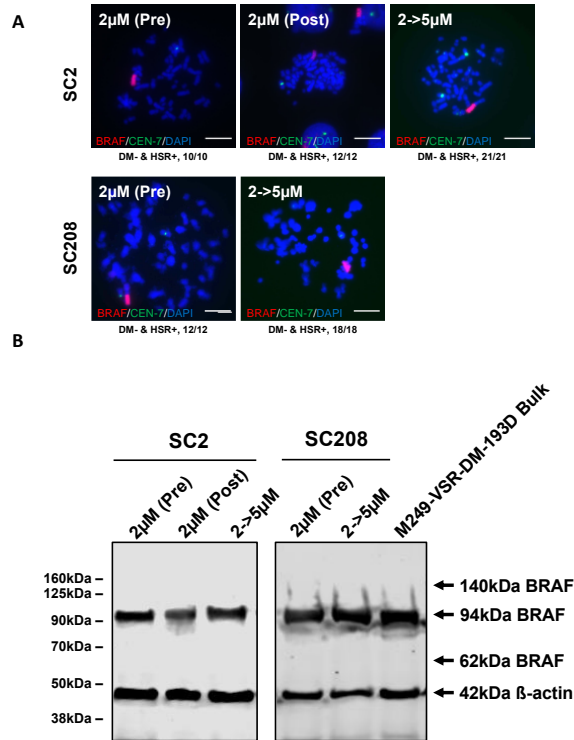 A
SC2
2µM (Pre)
BRAF/CEN-7/DAPI
DM- & HSR+, 10/10
2µM (Post)
BRAF/CEN-7/DAPI
DM- & HSR+, 12/12
2->5µM
BRAF/CEN-7/DAPI
DM- & HSR+, 21/21
SC208
2µM (Pre)
BRAF/CEN-7/DAPI
DM- & HSR+, 12/12
2->5µM
BRAF/CEN-7/DAPI
DM- & HSR+, 18/18
B
SC2
2µM (Pre)
2µM (Post)
2->5µM
SC208
2µM (Pre)
2->5µM
M249-VSR-DM-193D Bulk
160kDa –
125kDa –
90kDa –
70kDa –
50kDa –
38kDa –
140kDa BRAF
94kDa BRAF
62kDa BRAF
42kDa ß-actin